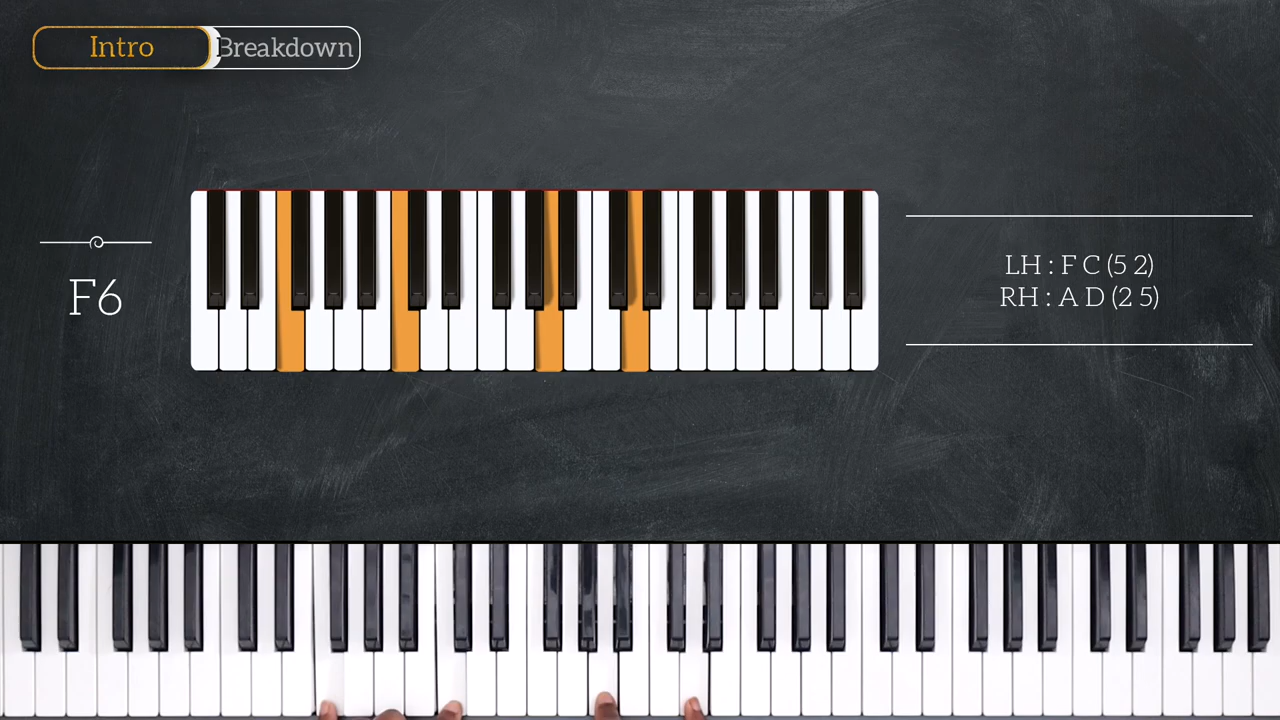 Intro
Breakdown
F6
LH : F C (5 2)
RH : A D (2 5)